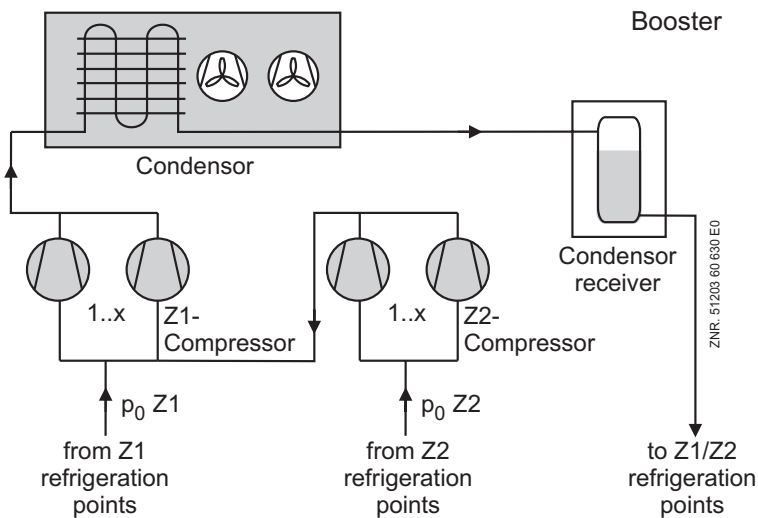 Booster
Condensor
Condensor
receiver
ZNR. 51203 60 630 E0
1..x
Z1-
Compressor
1..x
Z2-
Compressor
p0 Z1
p0 Z2
from Z1
refrigeration
points
from Z2
refrigeration
points
to Z1/Z2
refrigeration
points